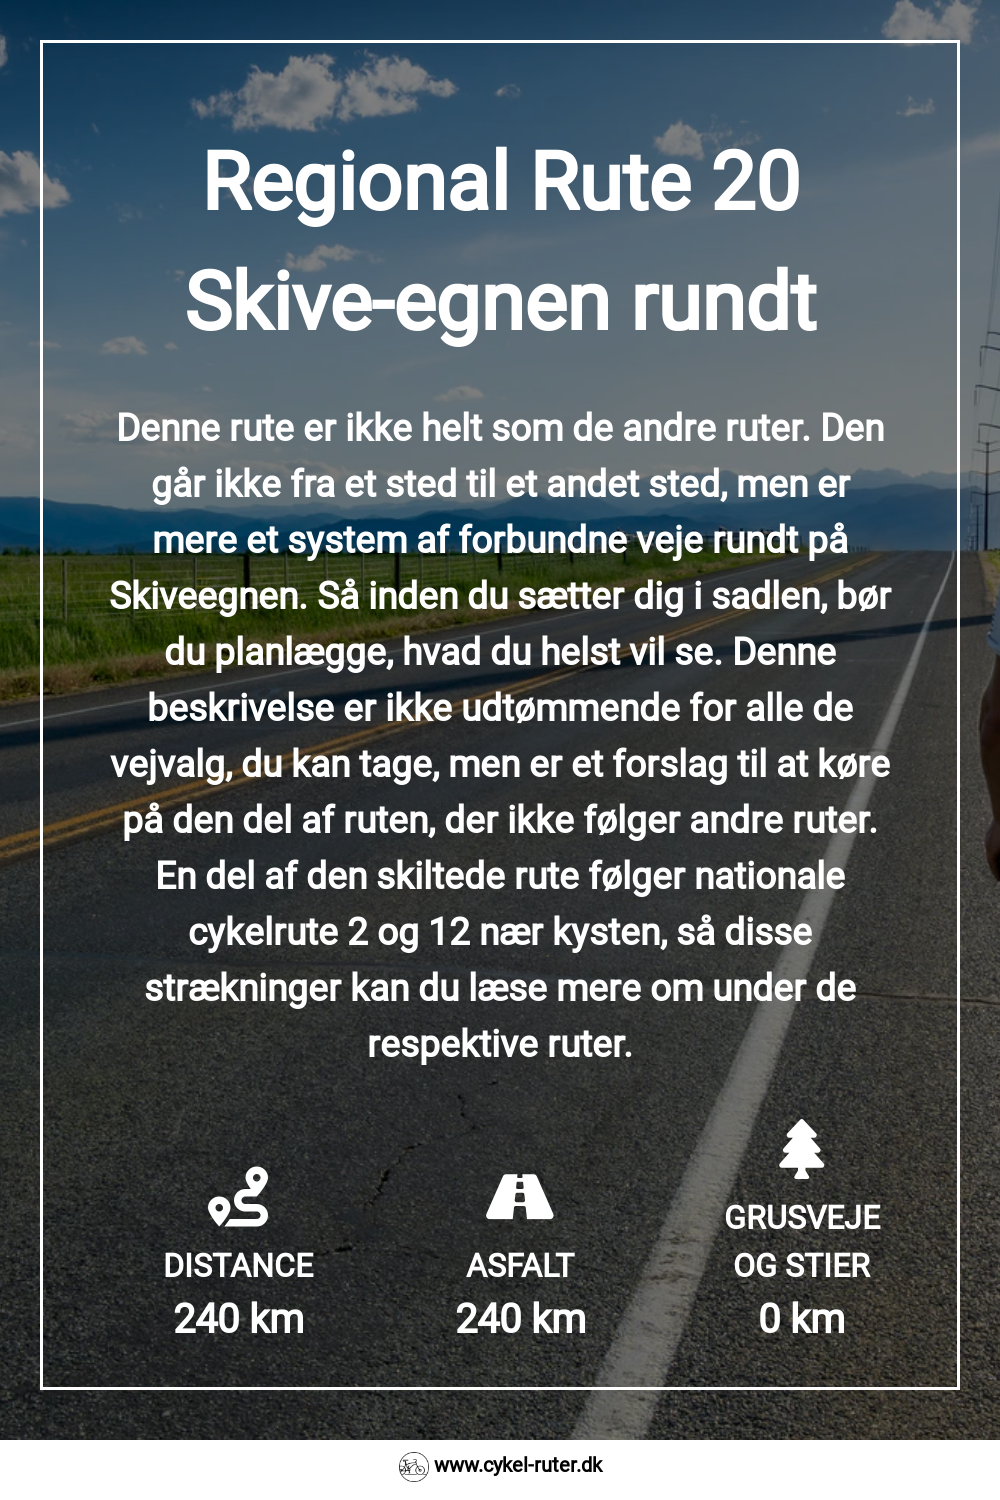 Regional Rute 20
Skive-egnen rundt
Denne rute er ikke helt som de andre ruter. Den
går ikke fra et sted til et andet sted, men er
mere et system af forbundne veje rundt på
Skiveegnen. Så inden du sætter dig i sadlen, bør
du planlægge, hvad du helst vil se. Denne
beskrivelse er ikke udtømmende for alle de
vejvalg, du kan tage, men er et forslag til at køre
på den del af ruten, der ikke følger andre ruter.
En del af den skiltede rute følger nationale
cykelrute 2 og 12 nær kysten, så disse
strækninger kan du læse mere om under de
respektive ruter.
DISTANCE
240 km
ASFALT
240 km
GRUSVEJE
OG STIER
0 km
www.cykel-ruter.dk